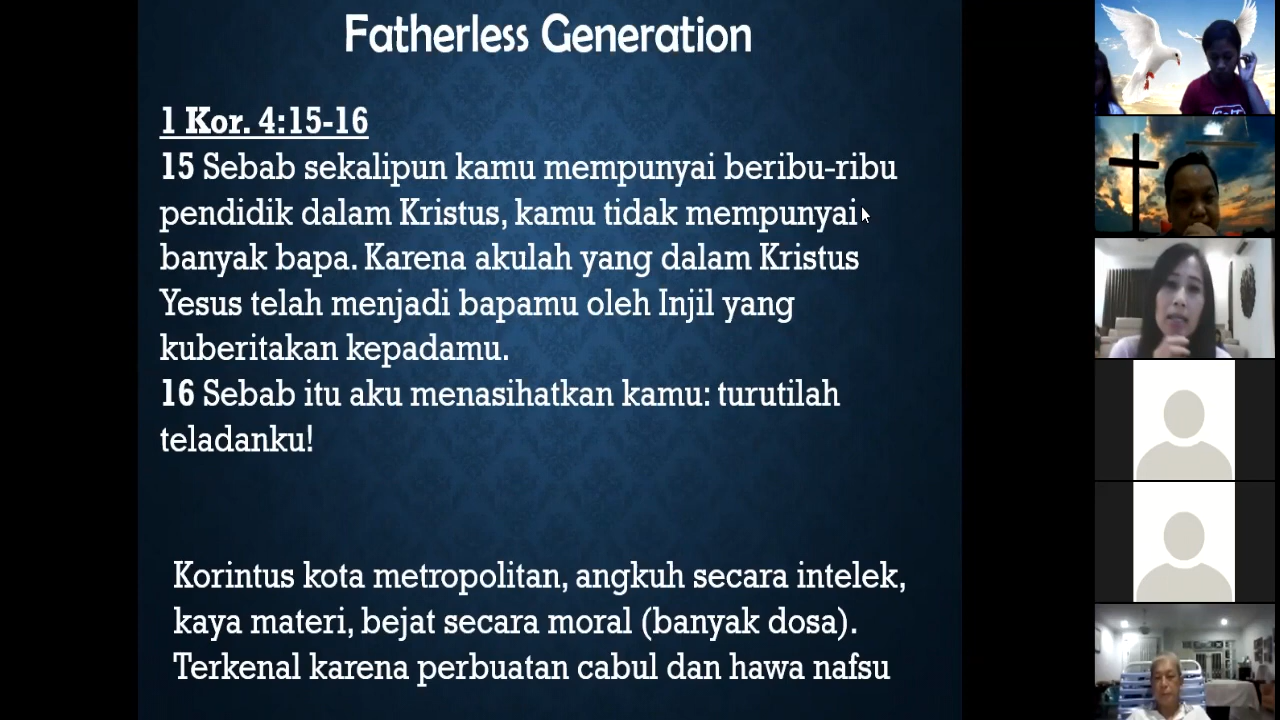 Fatherless Generation
1 Kor. 4:15-16
15 Sebab sekalipun kamu mempunyai beribu-ribu
pendidik dalam Kristus, kamu tidak mempunyai
banyak bapa. Karena akulah yang dalam Kristus
Yesus telah menjadi bapamu oleh Injil yang
kuberitakan kepadamu.
16 Sebab itu aku menasihatkan kamu: turutilah
teladanku!
Korintus kota metropolitan, angkuh secara intelek,
kaya materi, bejat secara moral (banyak dosa).
Terkenal karena perbuatan cabul dan hawa nafsu